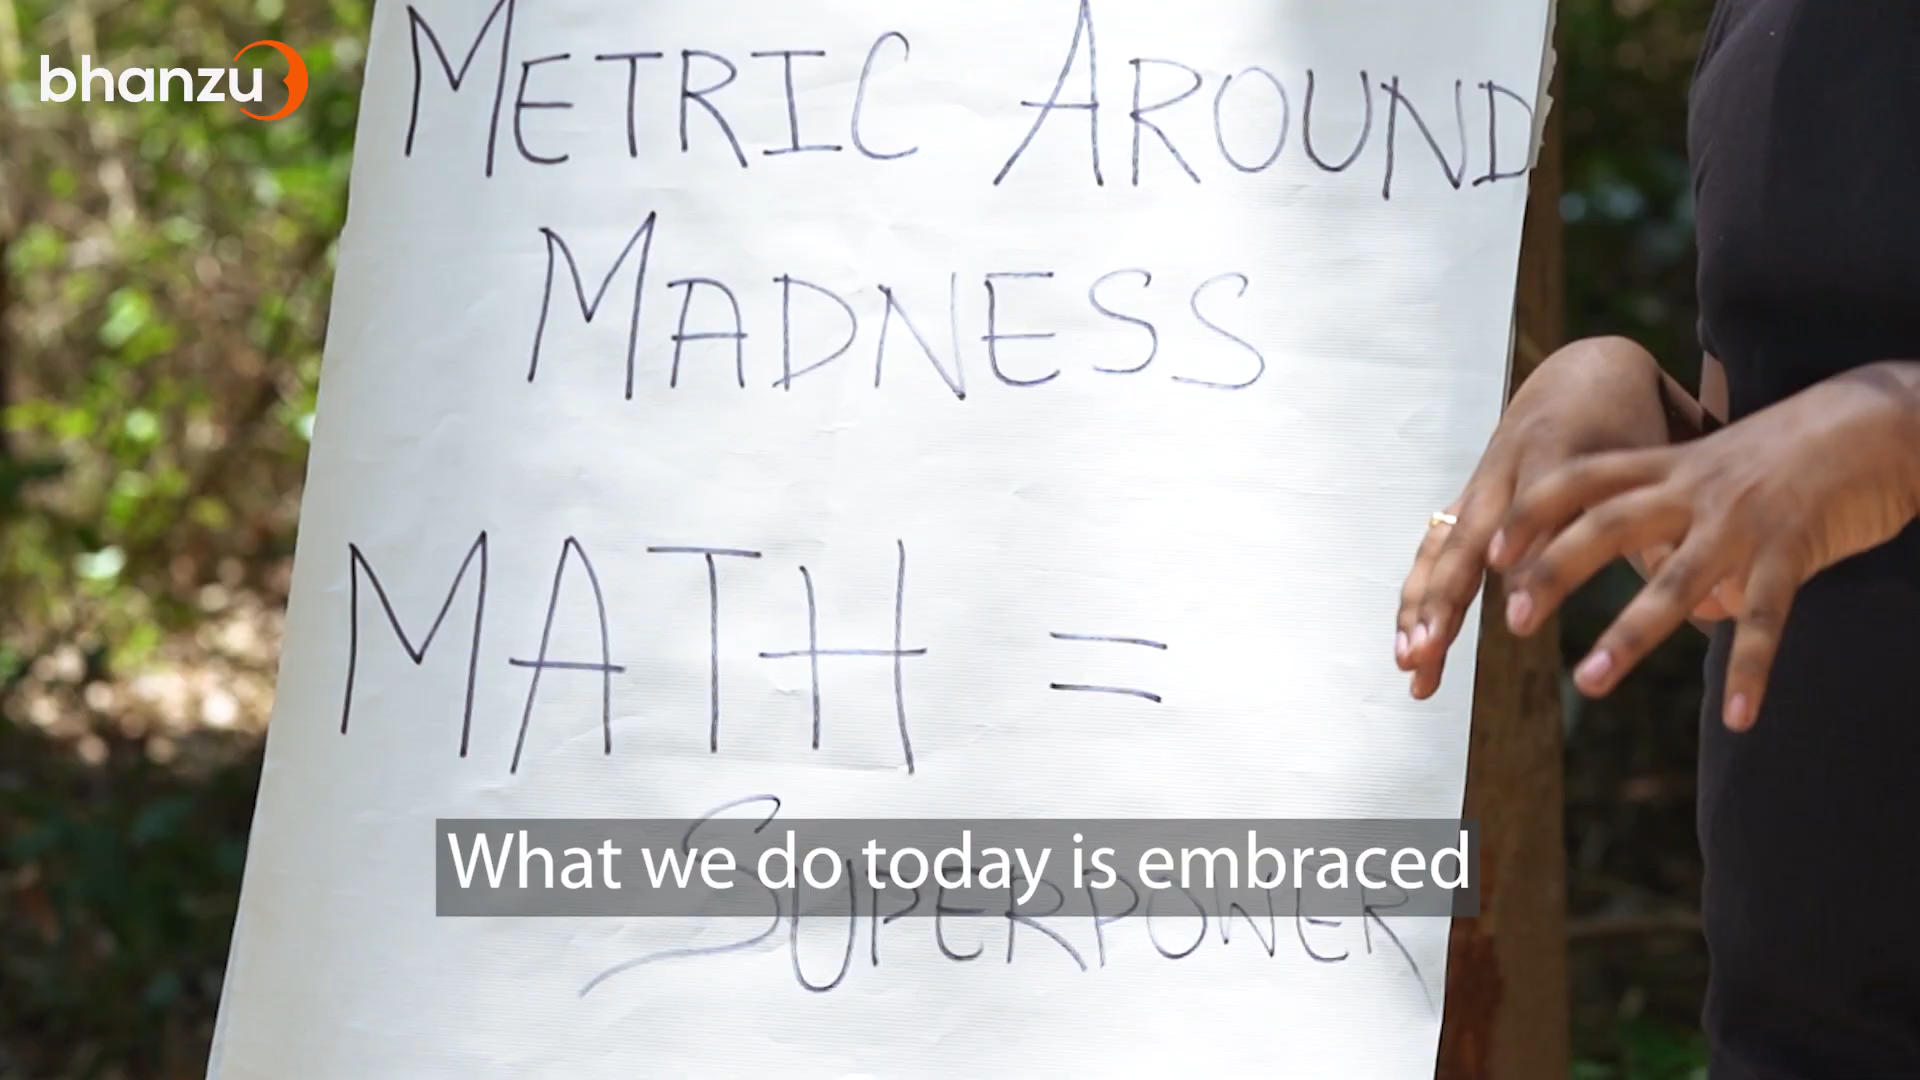 bhanzu
METRIC AROUND
MADNESS
MATH =
SUPERPOWER
What we do today is embraced